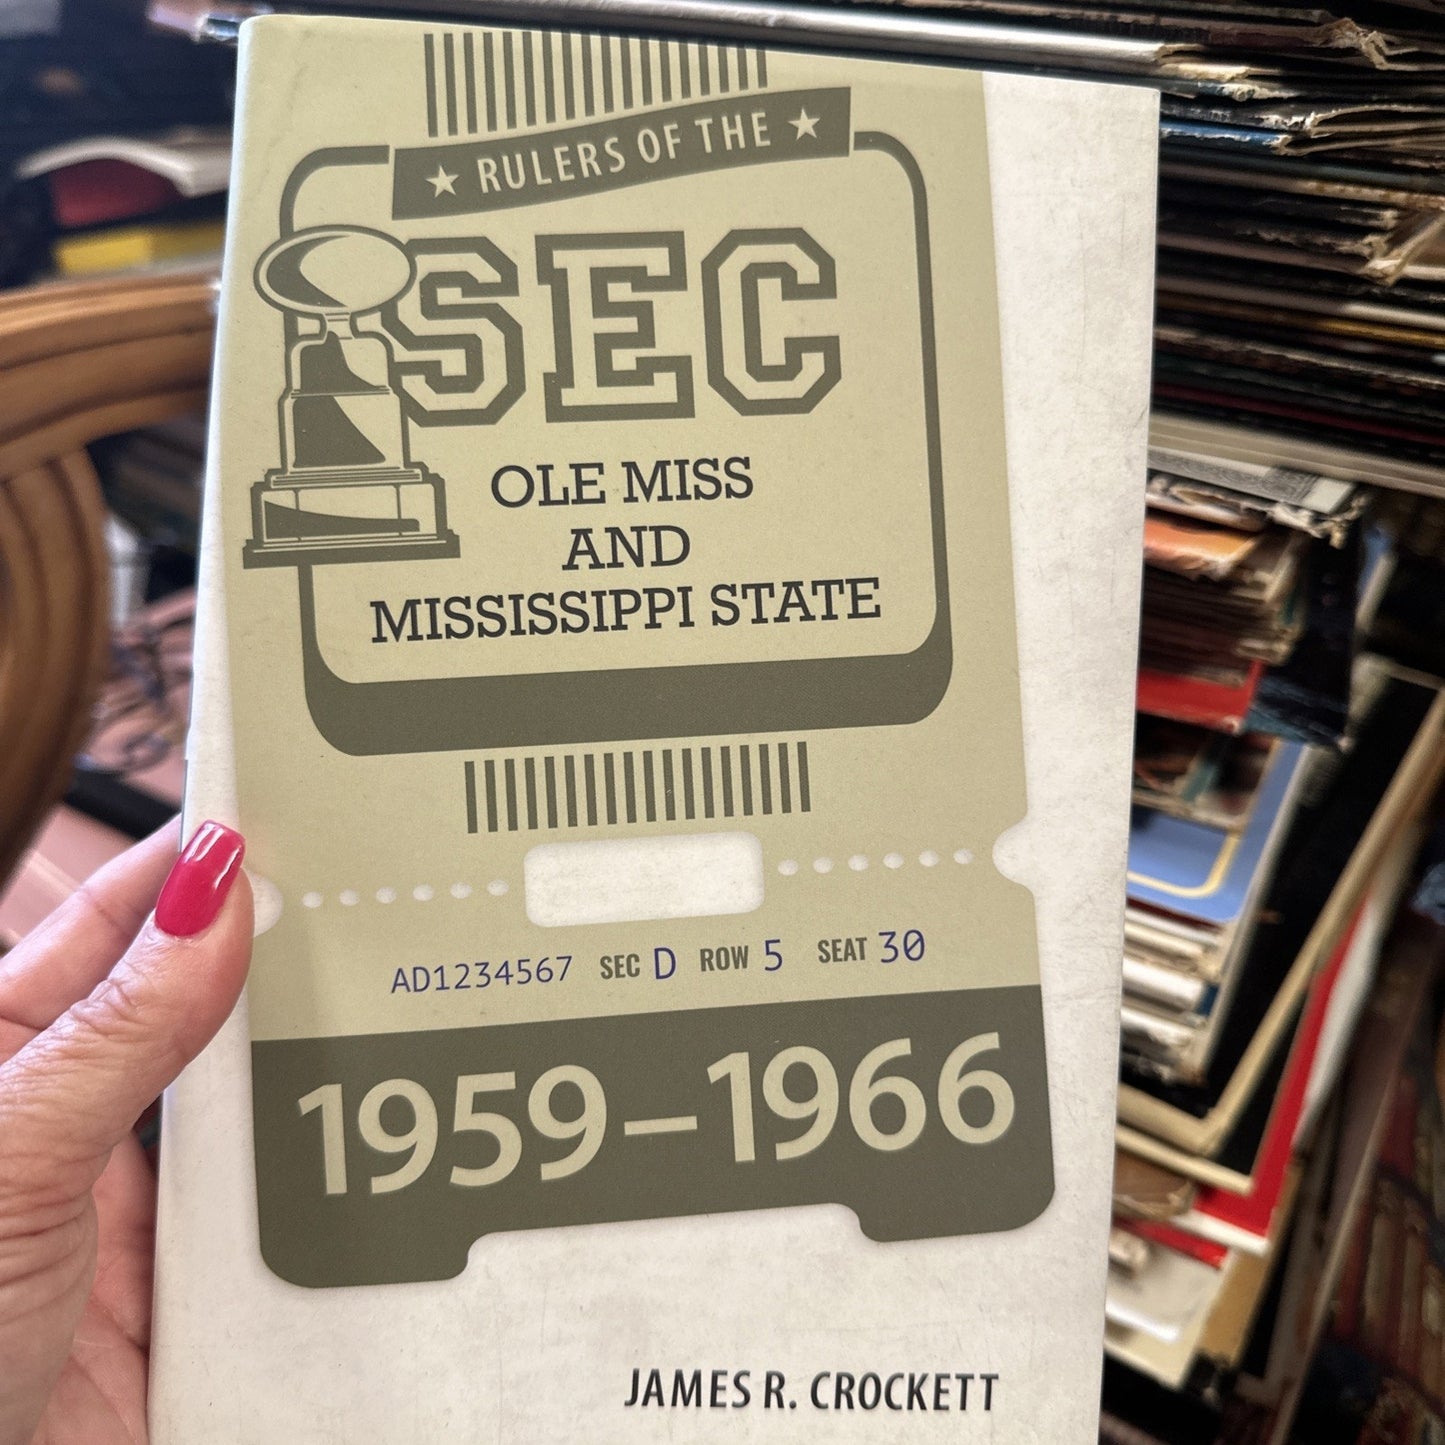 ★ RULERS OF THE ★
SEC
OLE MISS
AND
MISSISSIPPI STATE
AD1234567 SEC D ROW 5 SEAT 30
1959–1966
JAMES R. CROCKETT